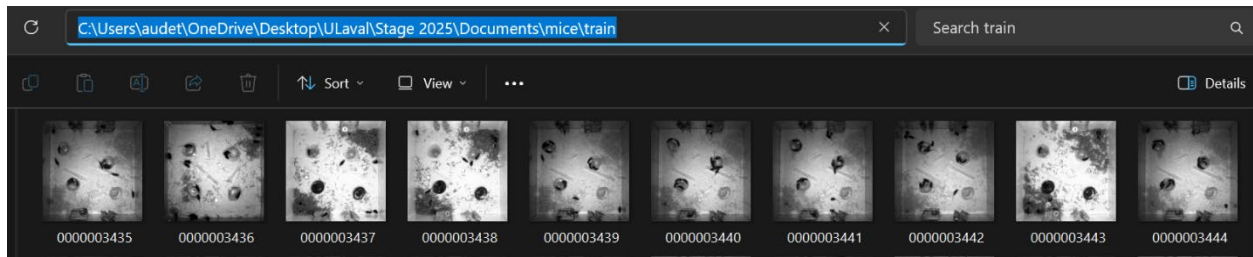 C:\Users\audet\OneDrive\Desktop\ULaval\Stage 2025\Documents\mice\train
Search train
Sort
View
Details
0000003435 0000003436 0000003437 0000003438 0000003439 0000003440 0000003441 0000003442 0000003443 0000003444